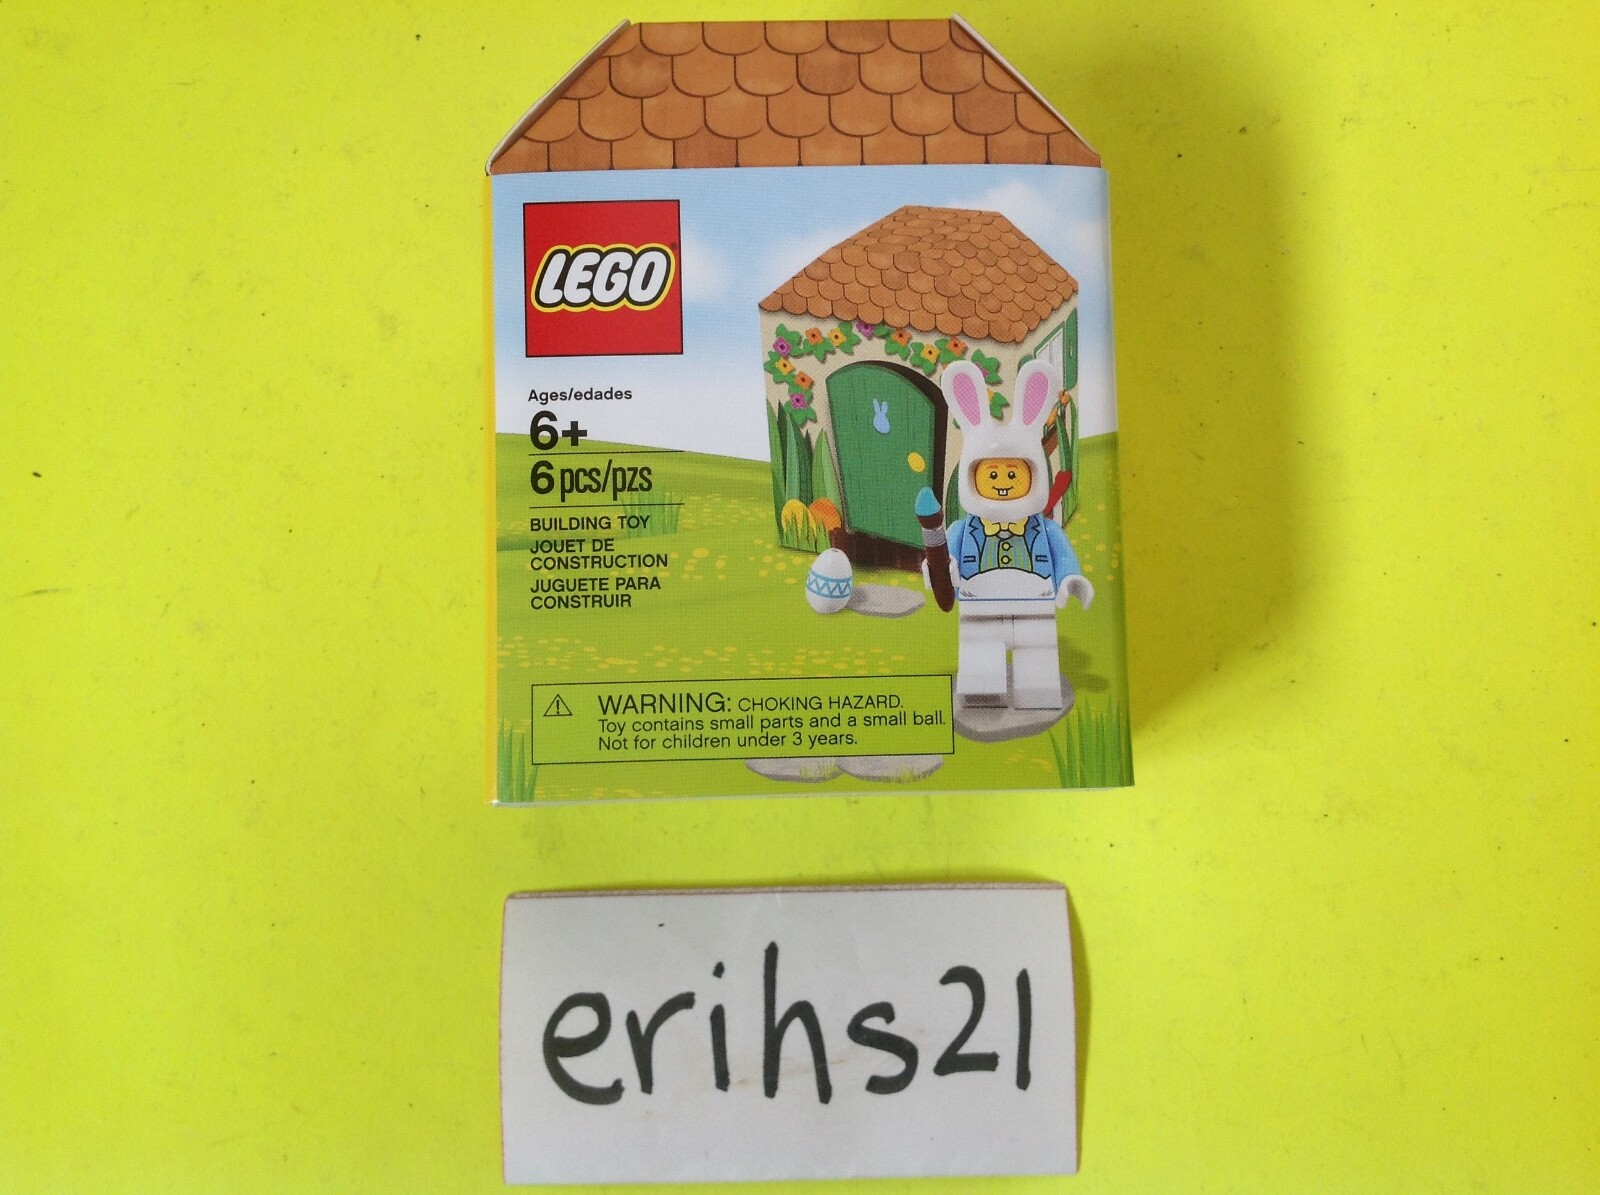 LEGO®
Ages/edades
6+
6 pcs/pzs
BUILDING TOY
JOUET DE
CONSTRUCTION
JUGUETE PARA
CONSTRUIR
WARNING: CHOKING HAZARD.
Toy contains small parts and a small ball.
Not for children under 3 years.
erihs21